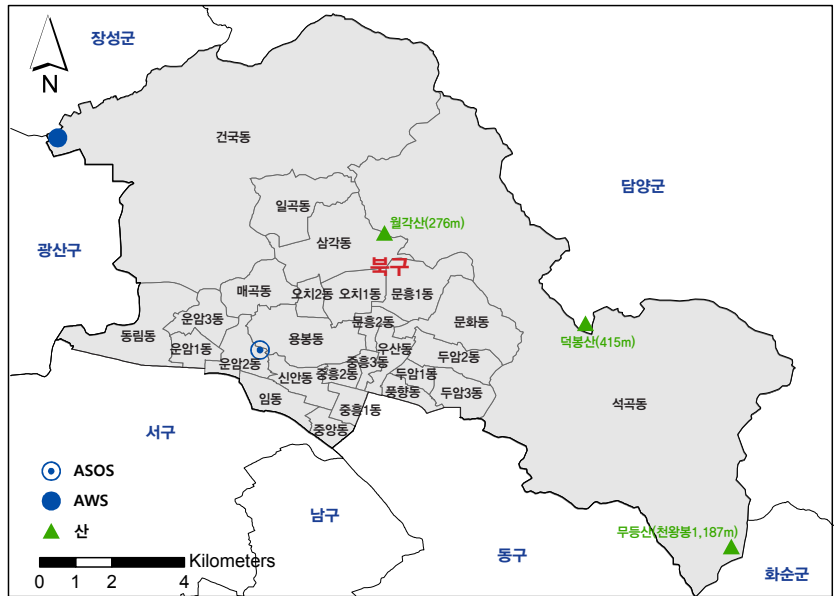 장성군
N
건국동
담양군
일곡동
월각산(276m)
삼각동
광산구
북구
매곡동
오치2동
오치1동
문흥1동
운암3동
문흥2동
문화동
동림동
용봉동
덕봉산(415m)
운암1동
우산동
두암2동
운암2동
중흥3동
신안동
중흥2동
두암1동
임동
풍향동
두암3동
중흥1동
석곡동
중앙동
서구
ASOS
AWS
남구
산
무등산(천왕봉1,187m)
동구
화순군
Kilometers
0 1 2 4